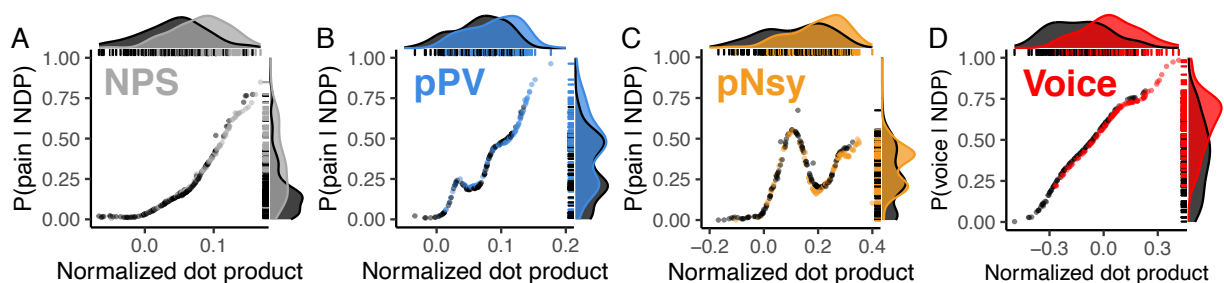 A
NPS
P(pain I NDP)
1.00
0.75
0.50
0.25
0.00
0.0
0.1
Normalized dot product
B
pPV
P(pain I NDP)
1.00
0.75
0.50
0.25
0.00
0.0
0.1
0.2
Normalized dot product
C
pNsy
P(pain I NDP)
1.00
0.75
0.50
0.25
0.00
−0.2
0.0
0.2
0.4
Normalized dot product
D
Voice
P(voice I NDP)
1.00
0.75
0.50
0.25
0.00
−0.3
0.0
0.3
Normalized dot product